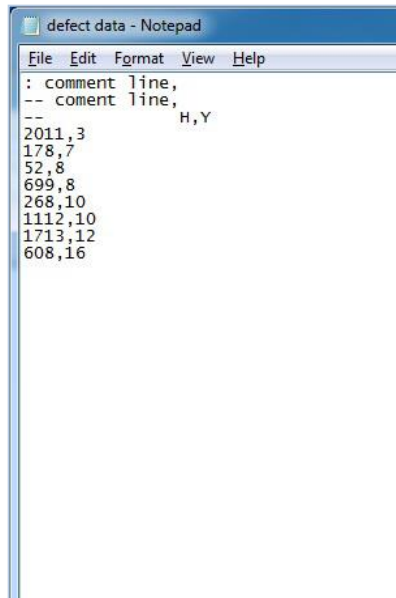 defect data - Notepad
File Edit Format View Help
: comment line,
-- coment line,
-- H,Y
2011,3
178,7
52,8
699,8
268,10
1112,10
1713,12
608,16